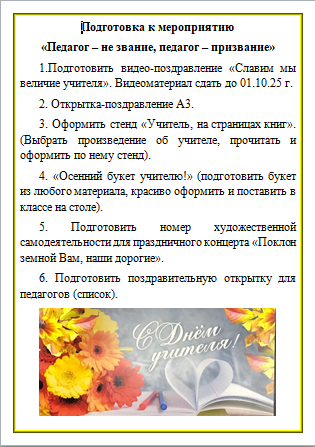 Подготовка к мероприятию
«Педагог – не звание, педагог – призвание»
1.Подготовить видео-поздравление «Славим мы
величие учителя». Видеоматериал сдать до 01.10.25 г.
2. Открытка-поздравление А3.
3. Оформить стенд «Учитель, на страницах книг».
(Выбрать произведение об учителе, прочитать и
оформить по нему стенд).
4. «Осенний букет учителю!» (подготовить букет
из любого материала, красиво оформить и поставить в
классе на столе).
5. Подготовить номер художественной
самодеятельности для праздничного концерта «Поклон
земной Вам, наши дорогие».
6. Подготовить поздравительную открытку для
педагогов (список).
С Днём
учителя!